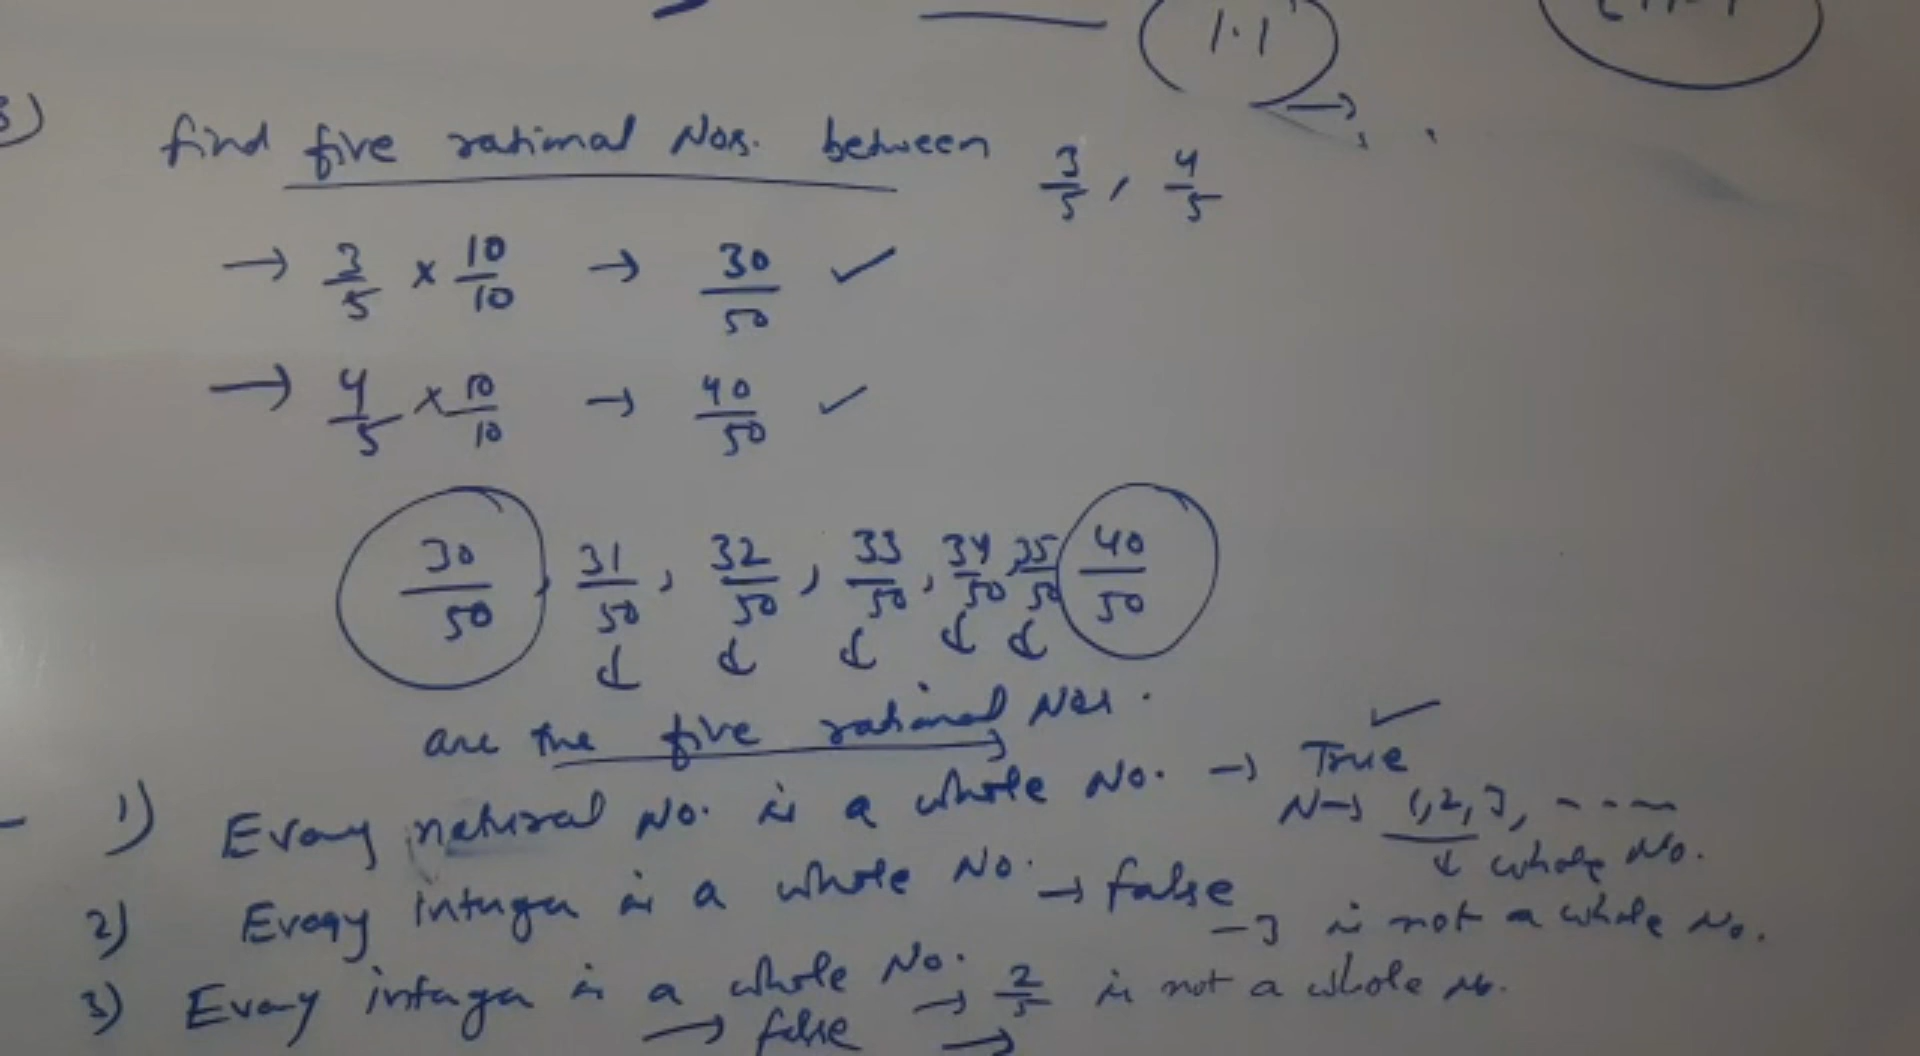 1.1
3) find five rational Nos. between 3/5, 4/5
→ 3/5 × 10/10 → 30/50 ✓
→ 4/5 × 10/10 → 40/50 ✓
30/50, 31/50, 32/50, 33/50, 34/50, 35/50 40/50
are the five rational Nos.
1) Every natural No. is a whole No. → True ✓
N → 1,2,3, ----
↓ whole No.
2) Every integer is a whole No. → false
-3 is not a whole No.
3) Every integer is a whole No. → 2/5 is not a whole No.
→ false →